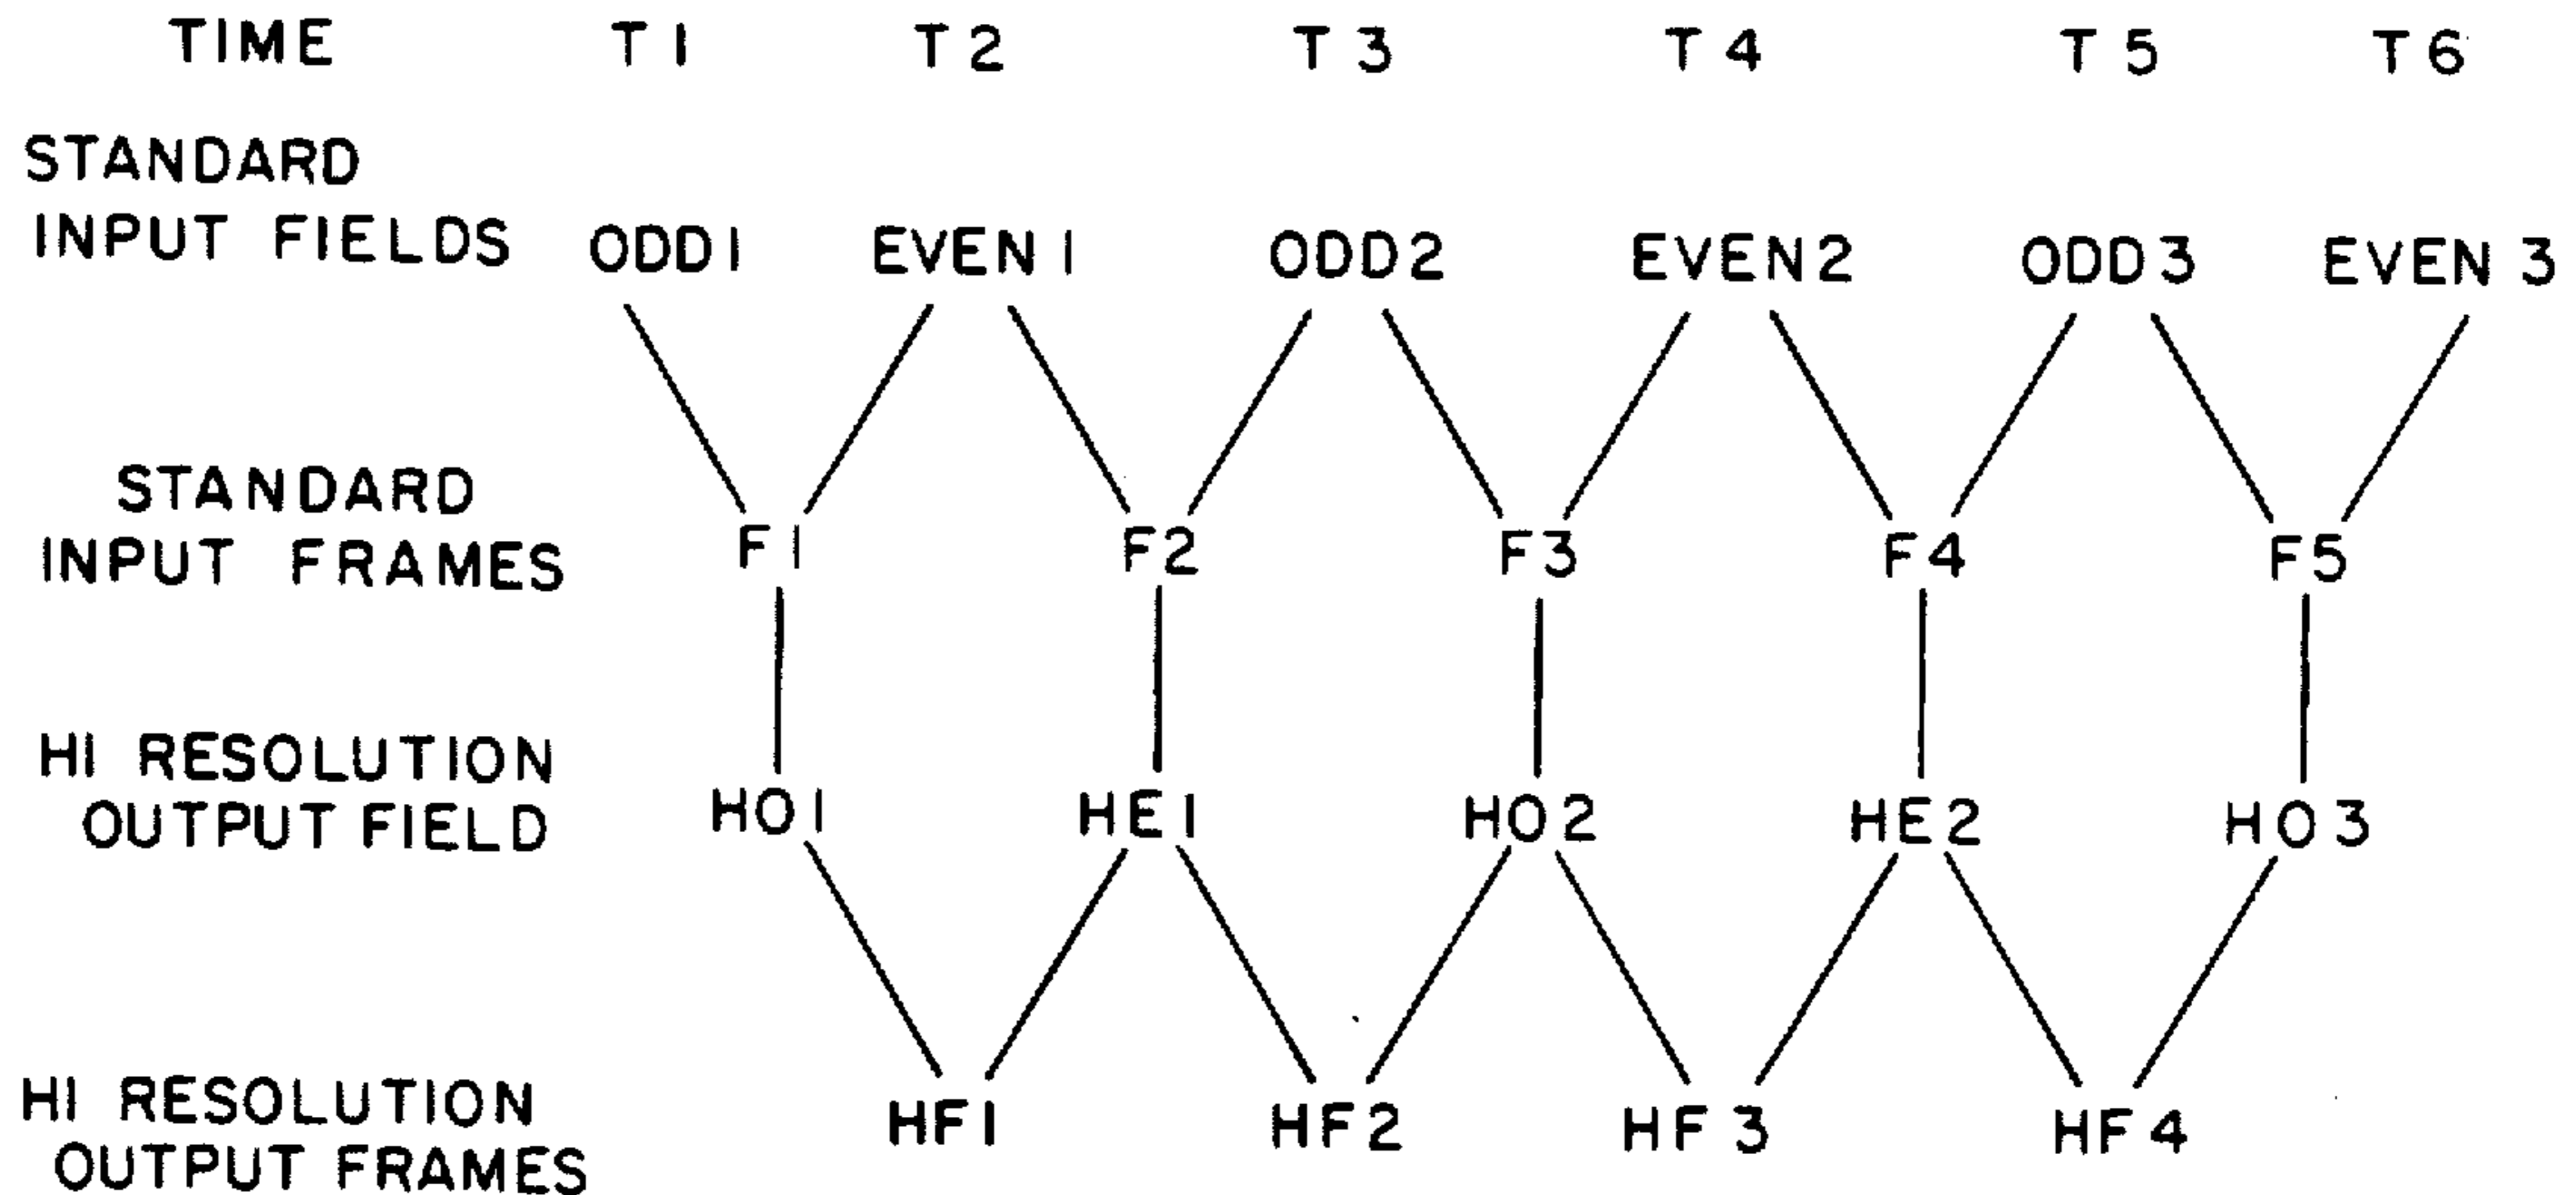 TIME T1 T2 T3 T4 T5 T6
STANDARD
INPUT FIELDS ODD1 EVEN1 ODD2 EVEN2 ODD3 EVEN3
STANDARD
INPUT FRAMES F1 F2 F3 F4 F5
HI RESOLUTION
OUTPUT FIELD HO1 HE1 HO2 HE2 HO3
HI RESOLUTION
OUTPUT FRAMES HF1 HF2 HF3 HF4